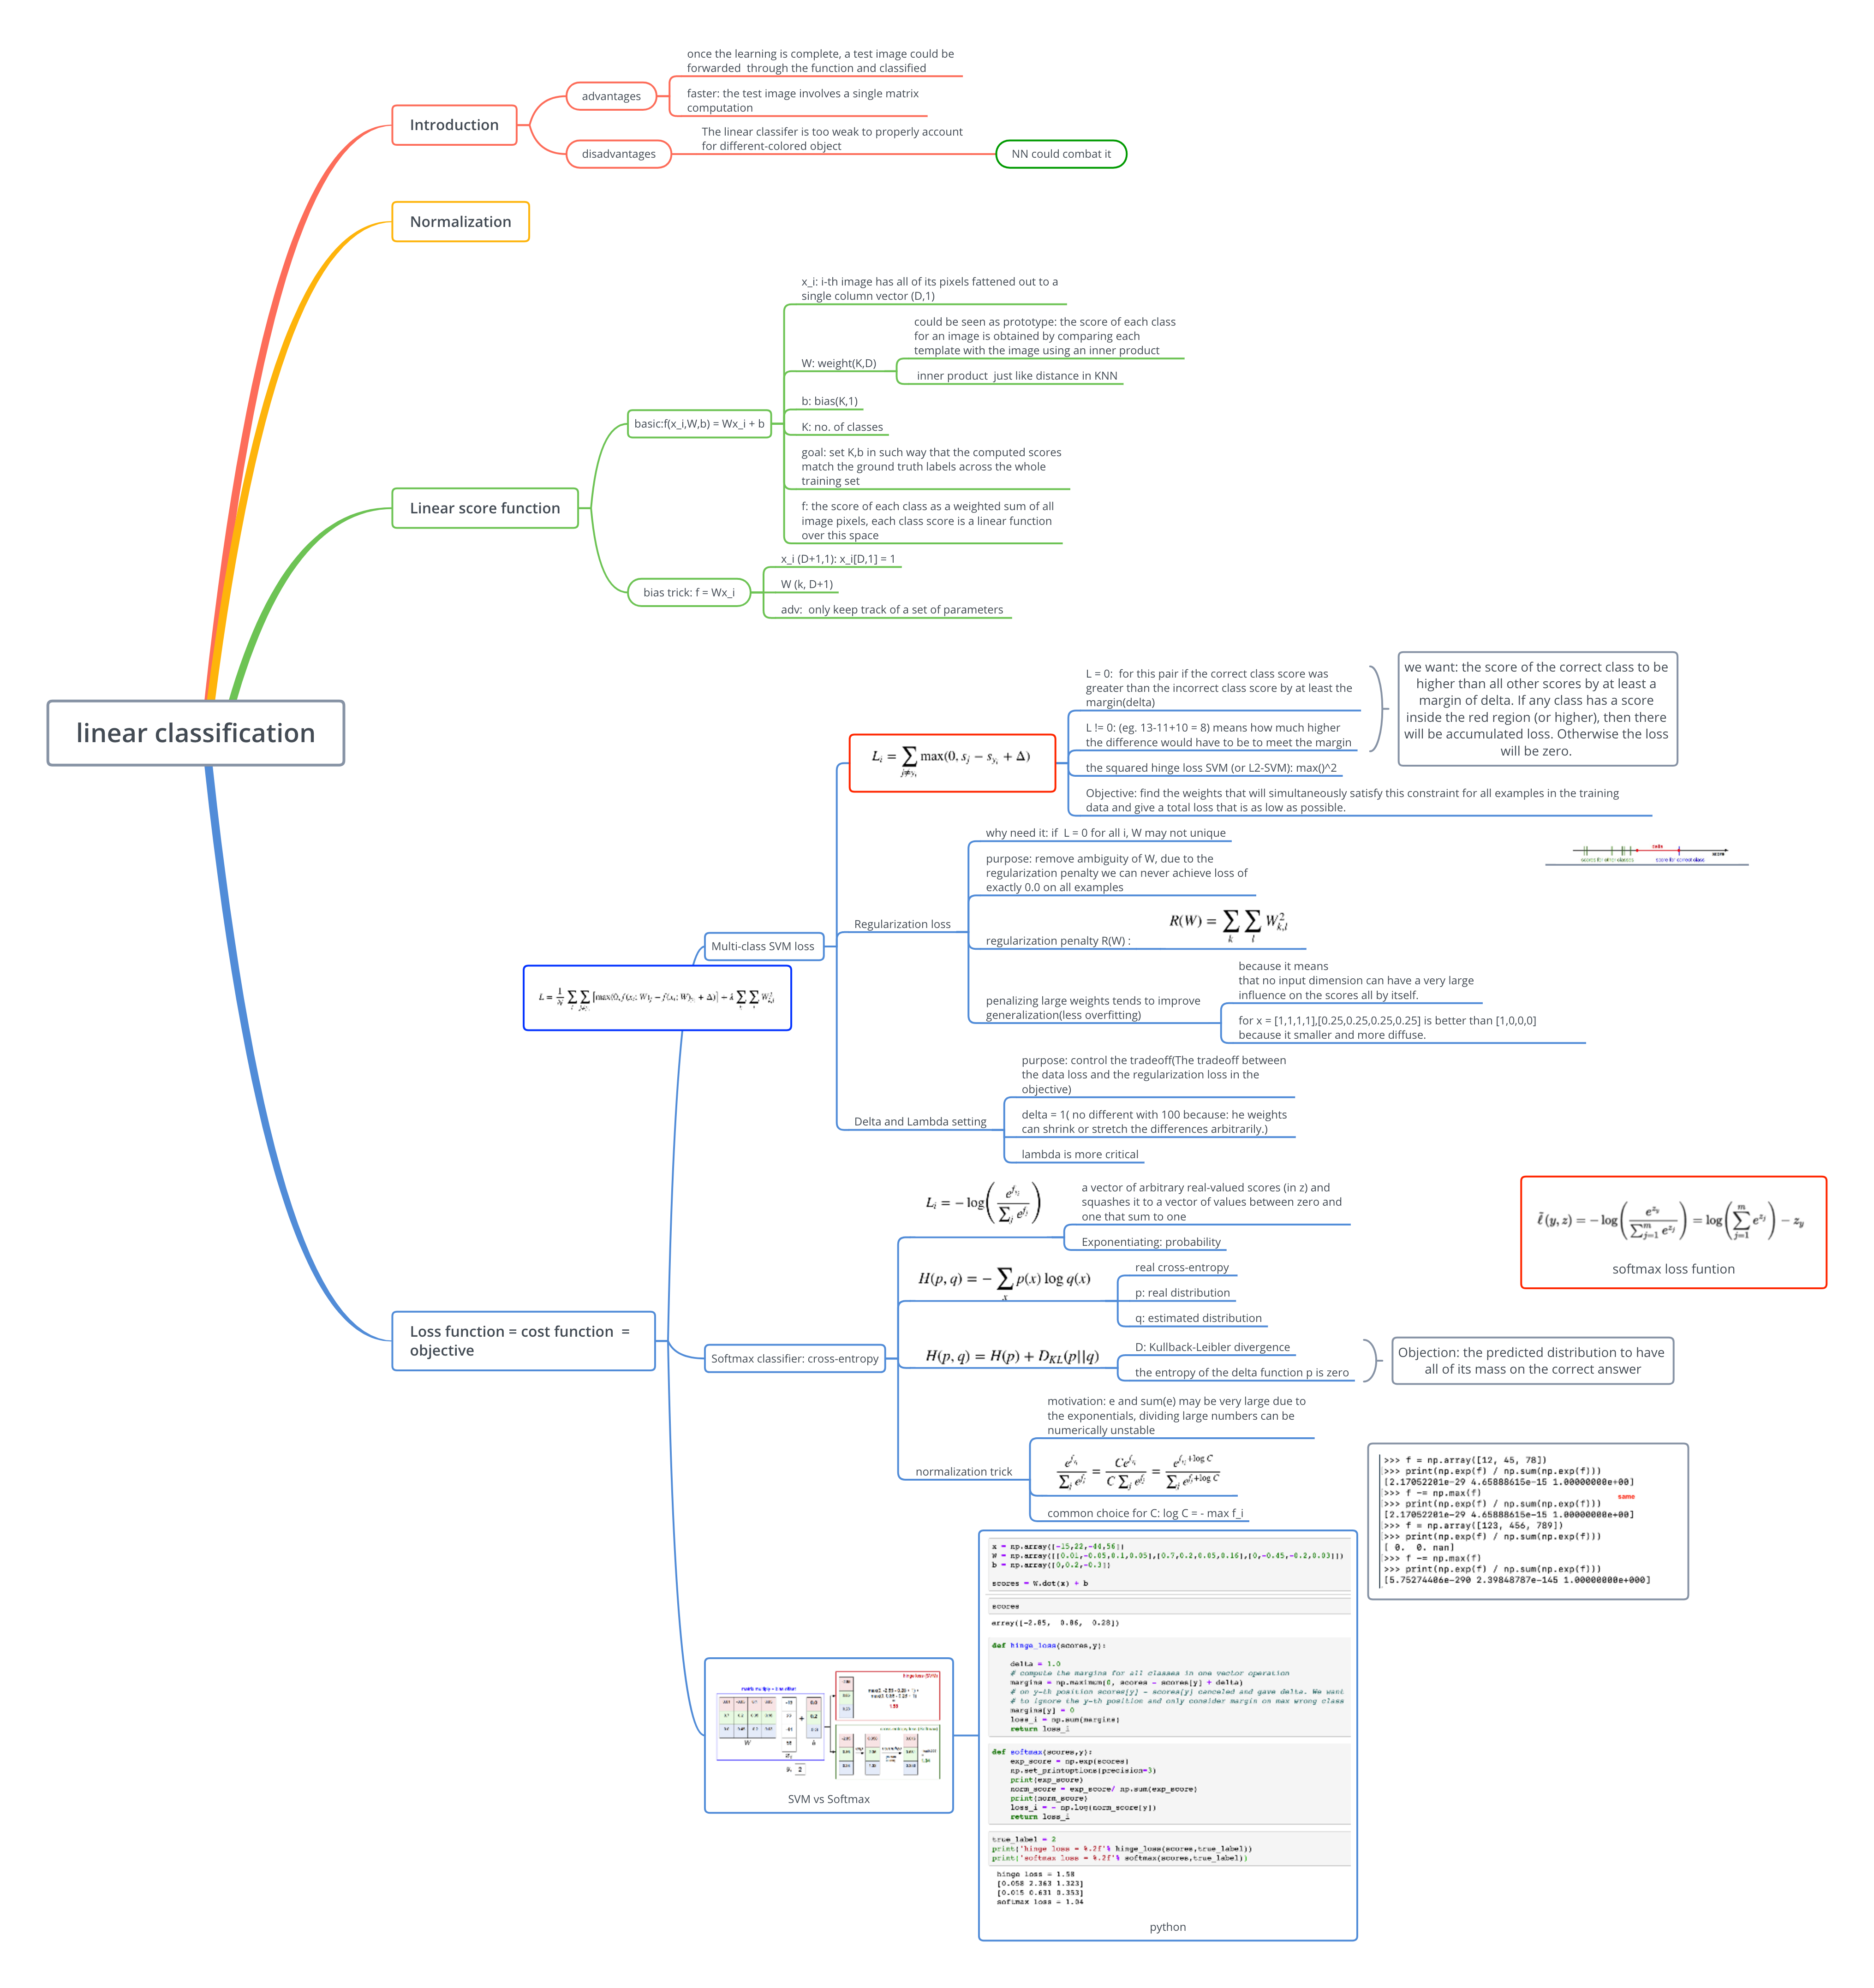 linear classification
Introduction
advantages
once the learning is complete, a test image could be
forwarded  through the function and classified
faster: the test image involves a single matrix
computation
disadvantages
The linear classifer is too weak to properly account
for different-colored object
NN could combat it
Normalization
Linear score function
basic:f(x_i,W,b) = Wx_i + b
x_i: i-th image has all of its pixels fattened out to a
single column vector (D,1)
W: weight(K,D)
could be seen as prototype: the score of each class
for an image is obtained by comparing each
template with the image using an inner product
inner product  just like distance in KNN
b: bias(K,1)
K: no. of classes
goal: set K,b in such way that the computed scores
match the ground truth labels across the whole
training set
f: the score of each class as a weighted sum of all
image pixels, each class score is a linear function
over this space
bias trick: f = Wx_i
x_i (D+1,1): x_i[D,1] = 1
W (k, D+1)
adv:  only keep track of a set of parameters
Loss function = cost function  =
objective
Multi-class SVM loss
L_i = ∑_{j≠y_i} max(0, s_j − s_{y_i} + Δ)
L = 0:  for this pair if the correct class score was
greater than the incorrect class score by at least the
margin(delta)
L != 0: (eg. 13-11+10 = 8) means how much higher
the difference would have to be to meet the margin
we want: the score of the correct class to be
higher than all other scores by at least a
margin of delta. If any class has a score
inside the red region (or higher), then there
will be accumulated loss. Otherwise the loss
will be zero.
the squared hinge loss SVM (or L2-SVM): max()^2
Objective: find the weights that will simultaneously satisfy this constraint for all examples in the training
data and give a total loss that is as low as possible.
delta
score
scores for other classes
score for correct class
Regularization loss
why need it: if  L = 0 for all i, W may not unique
purpose: remove ambiguity of W, due to the
regularization penalty we can never achieve loss of
exactly 0.0 on all examples
regularization penalty R(W) :
R(W) = ∑_k ∑_l W²_{k,l}
penalizing large weights tends to improve
generalization(less overfitting)
because it means
that no input dimension can have a very large
influence on the scores all by itself.
for x = [1,1,1,1],[0.25,0.25,0.25,0.25] is better than [1,0,0,0]
because it smaller and more diffuse.
Delta and Lambda setting
purpose: control the tradeoff(The tradeoff between
the data loss and the regularization loss in the
objective)
delta = 1( no different with 100 because: he weights
can shrink or stretch the differences arbitrarily.)
lambda is more critical
L = 1/N ∑_i ∑_{j≠y_i} [max(0, f(x_i; W)_j − f(x_i; W)_{y_i} + Δ)] + λ ∑_k ∑_l W²_{k,l}
Softmax classifier: cross-entropy
L_i = −log(e^{f_{y_i}} / ∑_j e^{f_j})
a vector of arbitrary real-valued scores (in z) and
squashes it to a vector of values between zero and
one that sum to one
Exponentiating: probability
ℓ̃(y, z) = −log(e^{z_y} / ∑_{j=1}^m e^{z_j}) = log(∑_{j=1}^m e^{z_j}) − z_y
softmax loss funtion
H(p, q) = −∑_x p(x) log q(x)
real cross-entropy
p: real distribution
q: estimated distribution
H(p, q) = H(p) + D_{KL}(p||q)
D: Kullback-Leibler divergence
the entropy of the delta function p is zero
Objection: the predicted distribution to have
all of its mass on the correct answer
normalization trick
motivation: e and sum(e) may be very large due to
the exponentials, dividing large numbers can be
numerically unstable
e^{f_{y_i}} / ∑_j e^{f_j} = Ce^{f_{y_i}} / C∑_j e^{f_j} = e^{f_{y_i}+log C} / ∑_j e^{f_j+log C}
common choice for C: log C = - max f_i
>>> f = np.array([12, 45, 78])
>>> print(np.exp(f) / np.sum(np.exp(f)))
[2.17052201e-29 4.65888615e-15 1.00000000e+00]
>>> f -= np.max(f)
same
>>> print(np.exp(f) / np.sum(np.exp(f)))
[2.17052201e-29 4.65888615e-15 1.00000000e+00]
>>> f = np.array([123, 456, 789])
>>> print(np.exp(f) / np.sum(np.exp(f)))
[ 0.  0. nan]
>>> f -= np.max(f)
>>> print(np.exp(f) / np.sum(np.exp(f)))
[5.75274406e-290 2.39848787e-145 1.00000000e+000]
SVM vs Softmax
x = np.array([-15,22,-44,56])
W = np.array([[0.01,-0.05,0.1,0.05],[0.7,0.2,0.05,0.16],[0,-0.45,-0.2,0.03]])
b = np.array([0,0.2,-0.3])
scores = W.dot(x) + b
scores
array([-2.85,  0.86,  0.28])
def hinge_loss(scores,y):
delta = 1.0
# compute the margins for all classes in one vector operation
margins = np.maximum(0, scores - scores[y] + delta)
# on y-th position scores[y] - scores[y] canceled and gave delta. We want
# to ignore the y-th position and only consider margin on max wrong class
margins[y] = 0
loss_i = np.sum(margins)
return loss_i
def softmax(scores,y):
exp_score = np.exp(scores)
np.set_printoptions(precision=3)
print(exp_score)
norm_score = exp_score/ np.sum(exp_score)
print(norm_score)
loss_i = - np.log(norm_score[y])
return loss_i
true_label = 2
print('hinge loss = %.2f'% hinge_loss(scores,true_label))
print('softmax loss = %.2f'% softmax(scores,true_label))
hinge loss = 1.58
[0.058 2.363 1.323]
[0.015 0.631 0.353]
softmax loss = 1.04
python